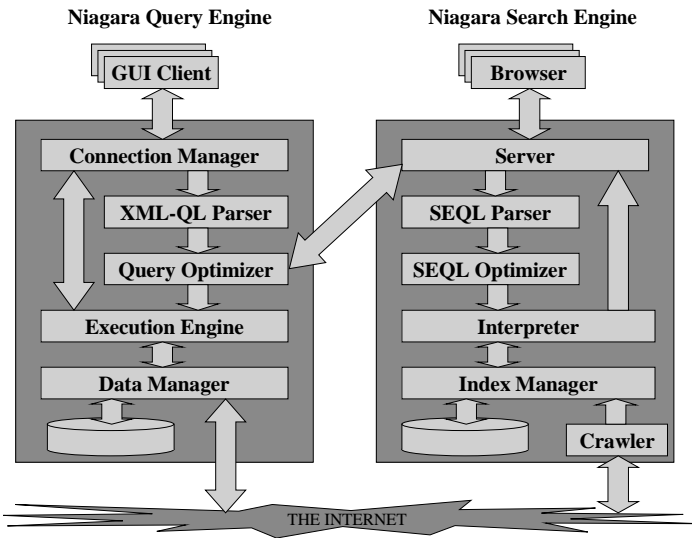 Niagara Query Engine
GUI Client
Connection Manager
XML-QL Parser
Query Optimizer
Execution Engine
Data Manager
Niagara Search Engine
Browser
Server
SEQL Parser
SEQL Optimizer
Interpreter
Index Manager
Crawler
THE INTERNET